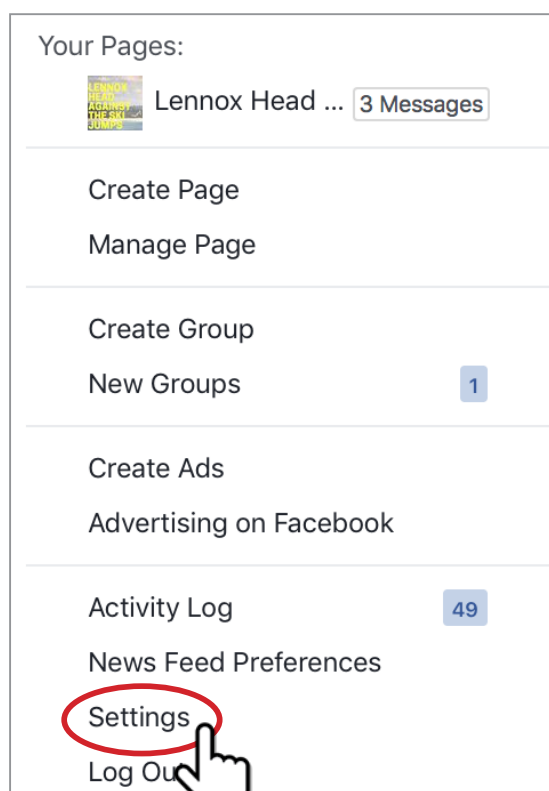 Your Pages:
LENNOX
HEAD
AGAINST
THE SKI
JUMPS
Lennox Head ... 3 Messages
Create Page
Manage Page
Create Group
New Groups 1
Create Ads
Advertising on Facebook
Activity Log 49
News Feed Preferences
Settings
Log Ou